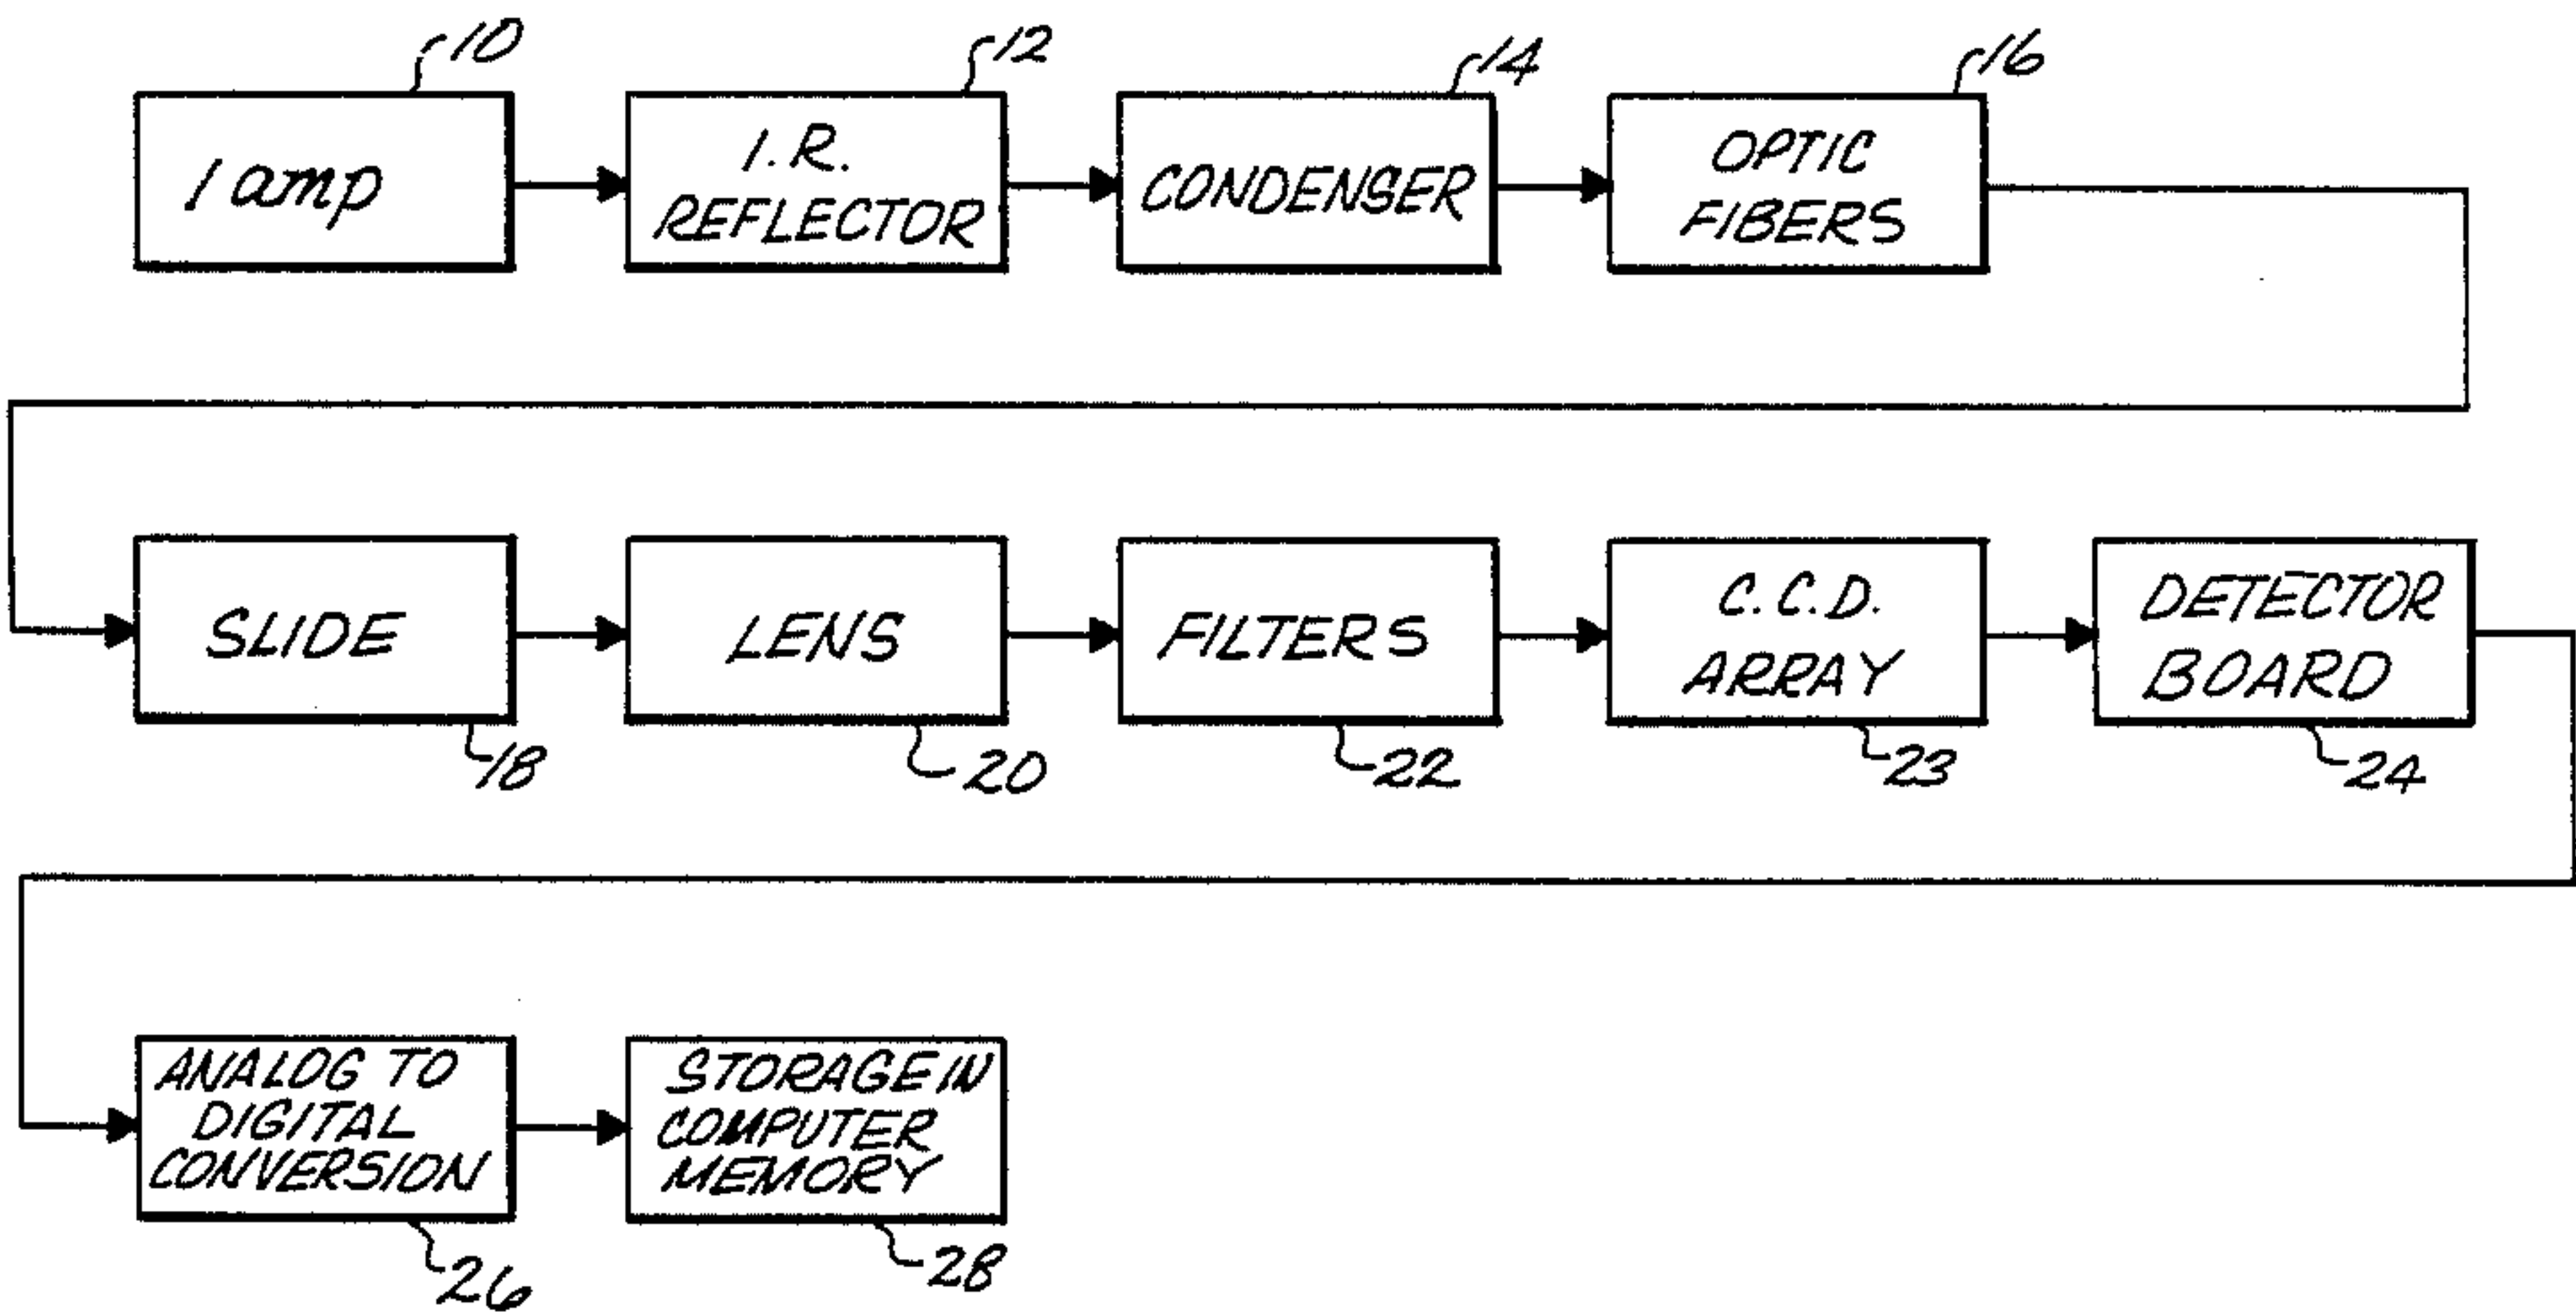 10
12
14
16
lamp
I.R.
REFLECTOR
CONDENSER
OPTIC
FIBERS
SLIDE
LENS
FILTERS
C.C.D.
ARRAY
DETECTOR
BOARD
18
20
22
23
24
ANALOG TO
DIGITAL
CONVERSION
STORAGE IN
COMPUTER
MEMORY
26
28